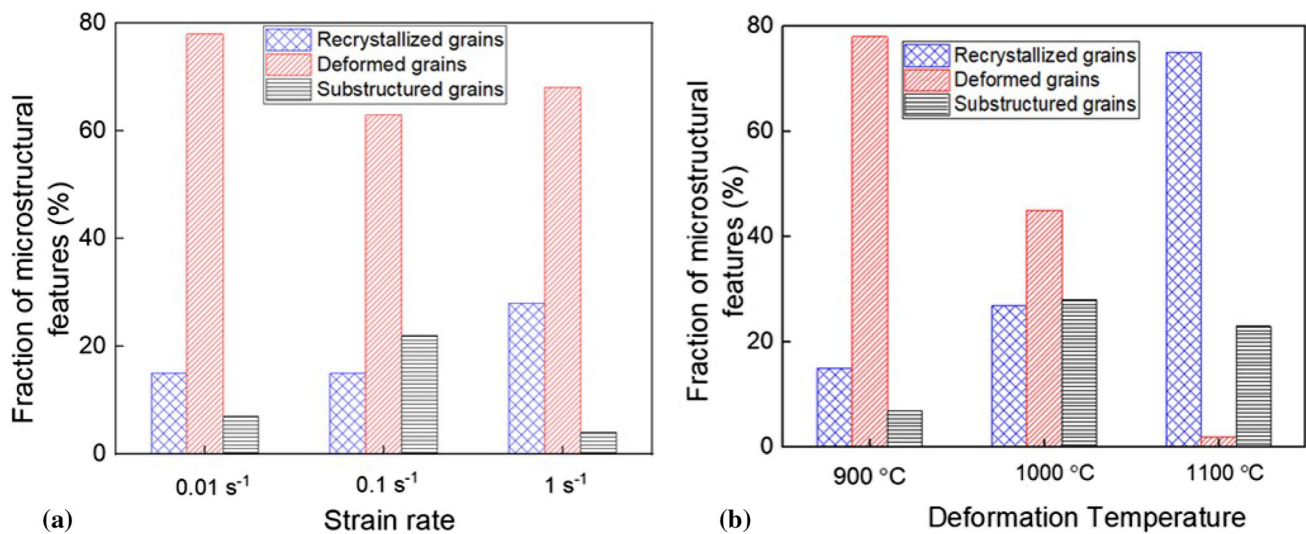 80
60
40
20
0
Fraction of microstructural
features (%)
Recrystallized grains
Deformed grains
Substructured grains
0.01 s⁻¹
0.1 s⁻¹
1 s⁻¹
(a)
Strain rate
80
60
40
20
0
Fraction of microstructural
features (%)
Recrystallized grains
Deformed grains
Substructured grains
900 °C
1000 °C
1100 °C
(b)
Deformation Temperature